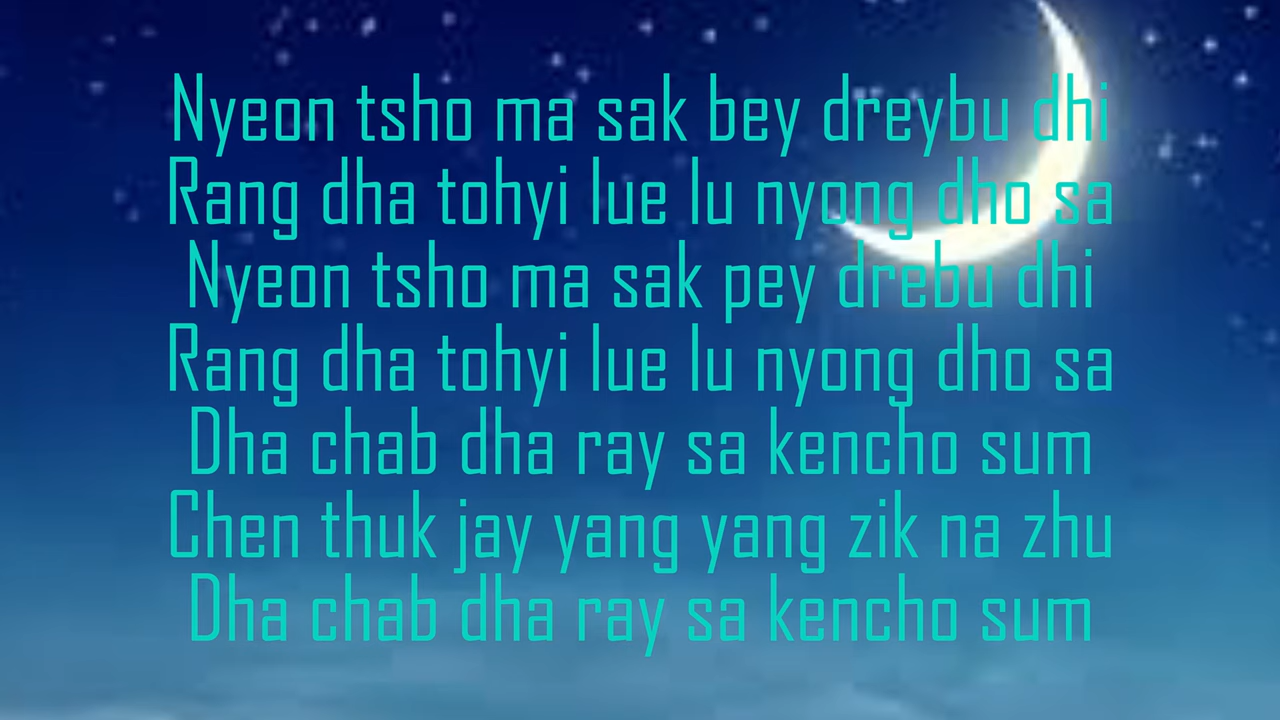 Nyeon tsho ma sak bey dreybu dhi
Rang dha tohyi lue lu nyong dho sa
Nyeon tsho ma sak pey drebu dhi
Rang dha tohyi lue lu nyong dho sa
Dha chab dha ray sa kencho sum
Chen thuk jay yang yang zik na zhu
Dha chab dha ray sa kencho sum